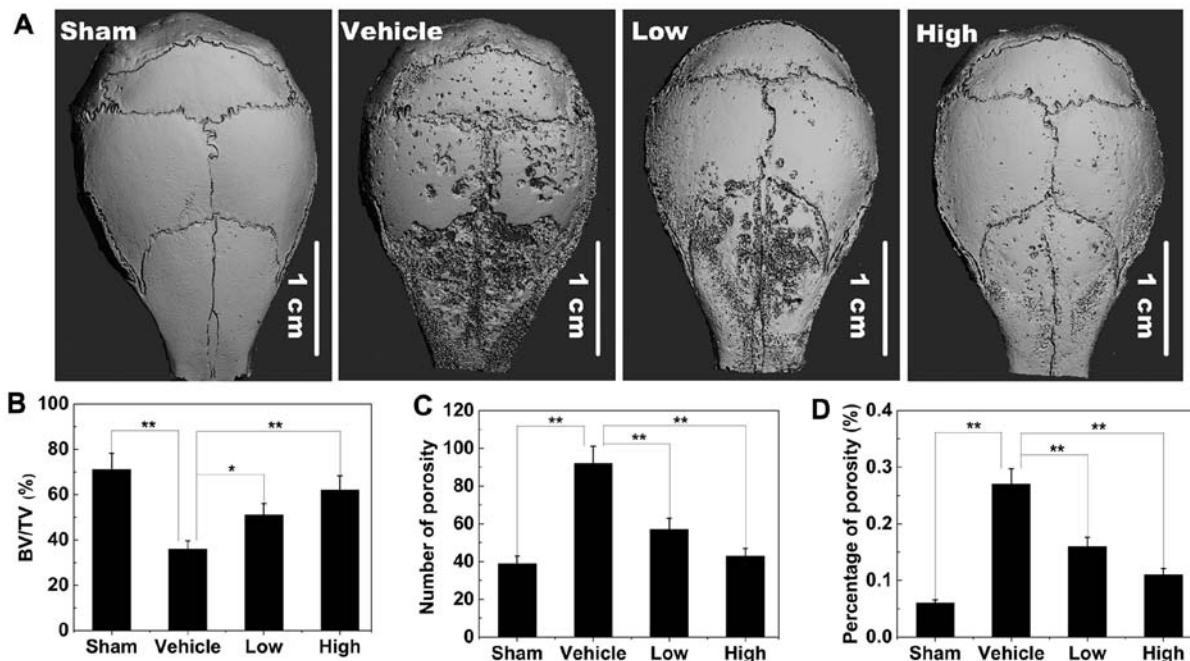 A
Sham
Vehicle
Low
High
1 cm
1 cm
1 cm
1 cm
B
BV/TV (%)
100
80
60
40
20
0
**
*
**
Sham Vehicle Low High
C
Number of porosity
120
100
80
60
40
20
0
**
**
**
Sham Vehicle Low High
D
Percentage of porosity (%)
0.4
0.3
0.2
0.1
0.0
**
**
**
Sham Vehicle Low High